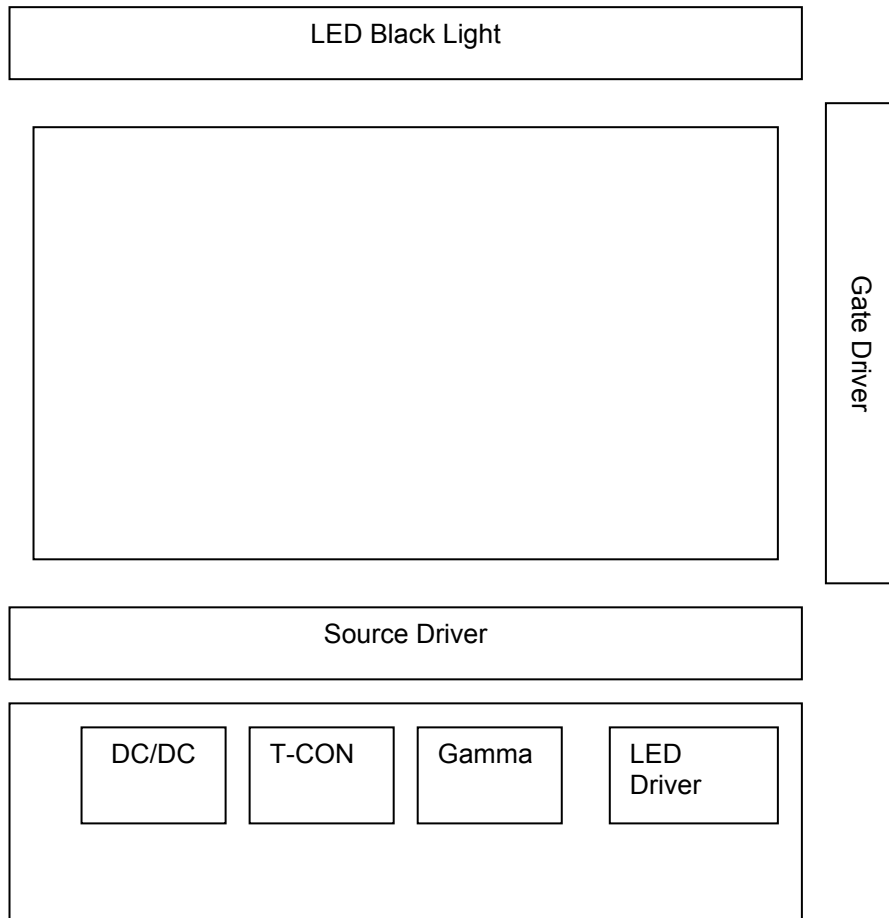 LED Black Light
Gate Driver
Source Driver
DC/DC
T-CON
Gamma
LED
Driver